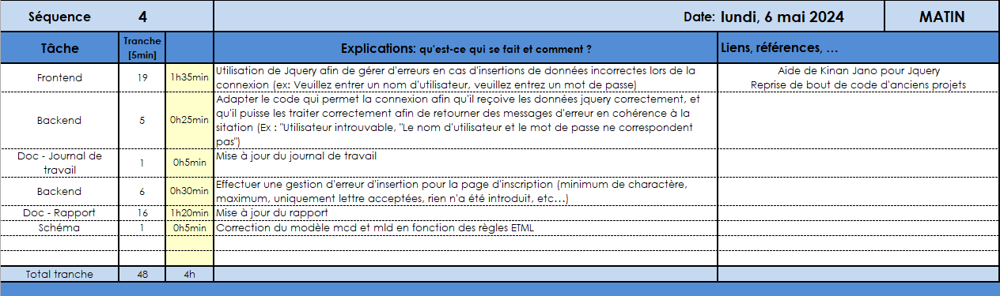 Séquence 4 Date: lundi, 6 mai 2024 MATIN
Tâche Tranche [5min] Explications: qu'est-ce qui se fait et comment ? Liens, références, …
Frontend 19 1h35min Utilisation de Jquery afin de gérer d'erreurs en cas d'insertions de données incorrectes lors de la
connexion (ex: Veuillez entrer un nom d'utilisateur, veuillez entrez un mot de passe)
Aide de Kinan Jano pour Jquery
Reprise de bout de code d'anciens projets
Backend 5 0h25min Adapter le code qui permet la connexion afin qu'il reçoive les données jquery correctement, et
qu'il puisse les traiter correctement afin de retourner des messages d'erreur en cohérence à la
sitation (Ex : "Utilisateur introuvable, "Le nom d'utilisateur et le mot de passe ne correspondent
pas")
Doc - Journal de
travail 1 0h5min Mise à jour du journal de travail
Backend 6 0h30min Effectuer une gestion d'erreur d'insertion pour la page d'inscription (minimum de charactère,
maximum, uniquement lettre acceptées, rien n'a été introduit, etc…)
Doc - Rapport 16 1h20min Mise à jour du rapport
Schéma 1 0h5min Correction du modèle mcd et mld en fonction des règles ETML
Total tranche 48 4h